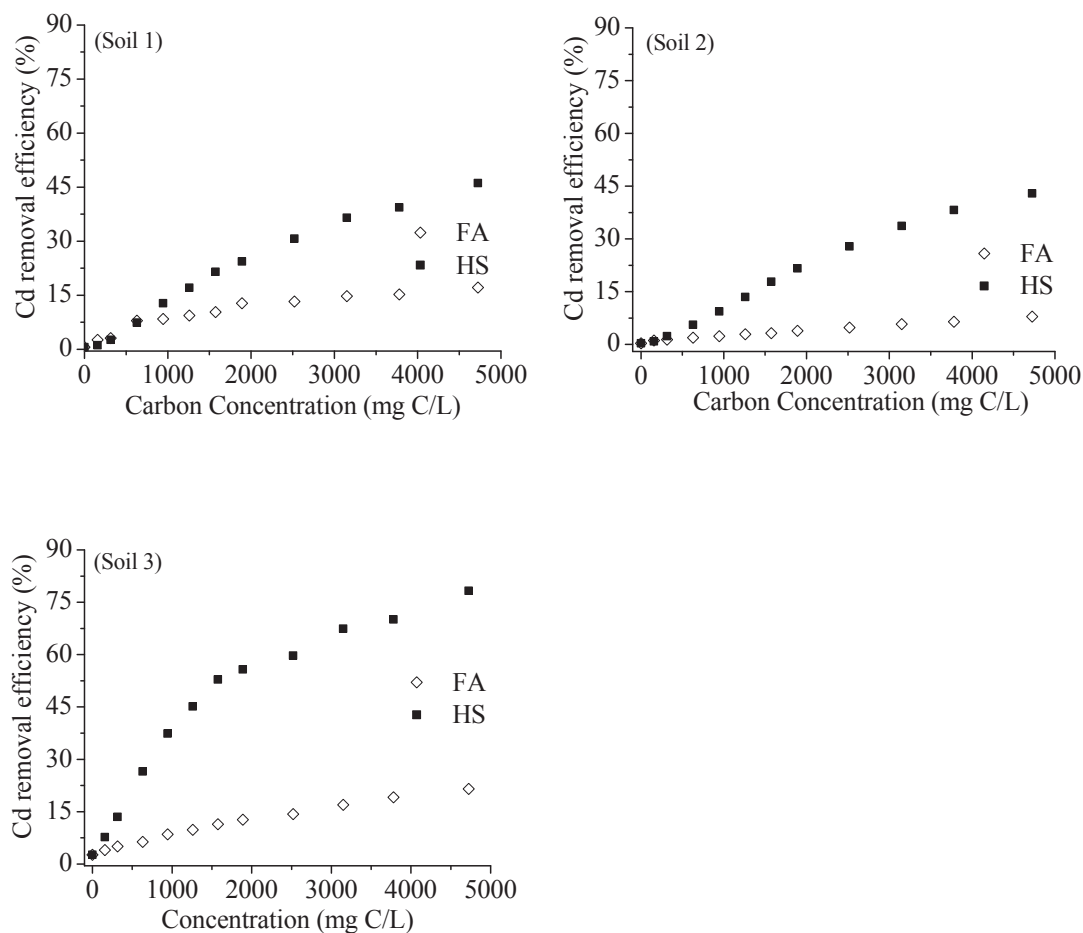 (Soil 1)
Cd removal efficiency (%)
90
75
60
45
30
15
0
FA
HS
0 1000 2000 3000 4000 5000
Carbon Concentration (mg C/L)
(Soil 2)
Cd removal efficiency (%)
90
75
60
45
30
15
0
FA
HS
0 1000 2000 3000 4000 5000
Carbon Concentration (mg C/L)
(Soil 3)
Cd removal efficiency (%)
90
75
60
45
30
15
0
FA
HS
0 1000 2000 3000 4000 5000
Concentration (mg C/L)